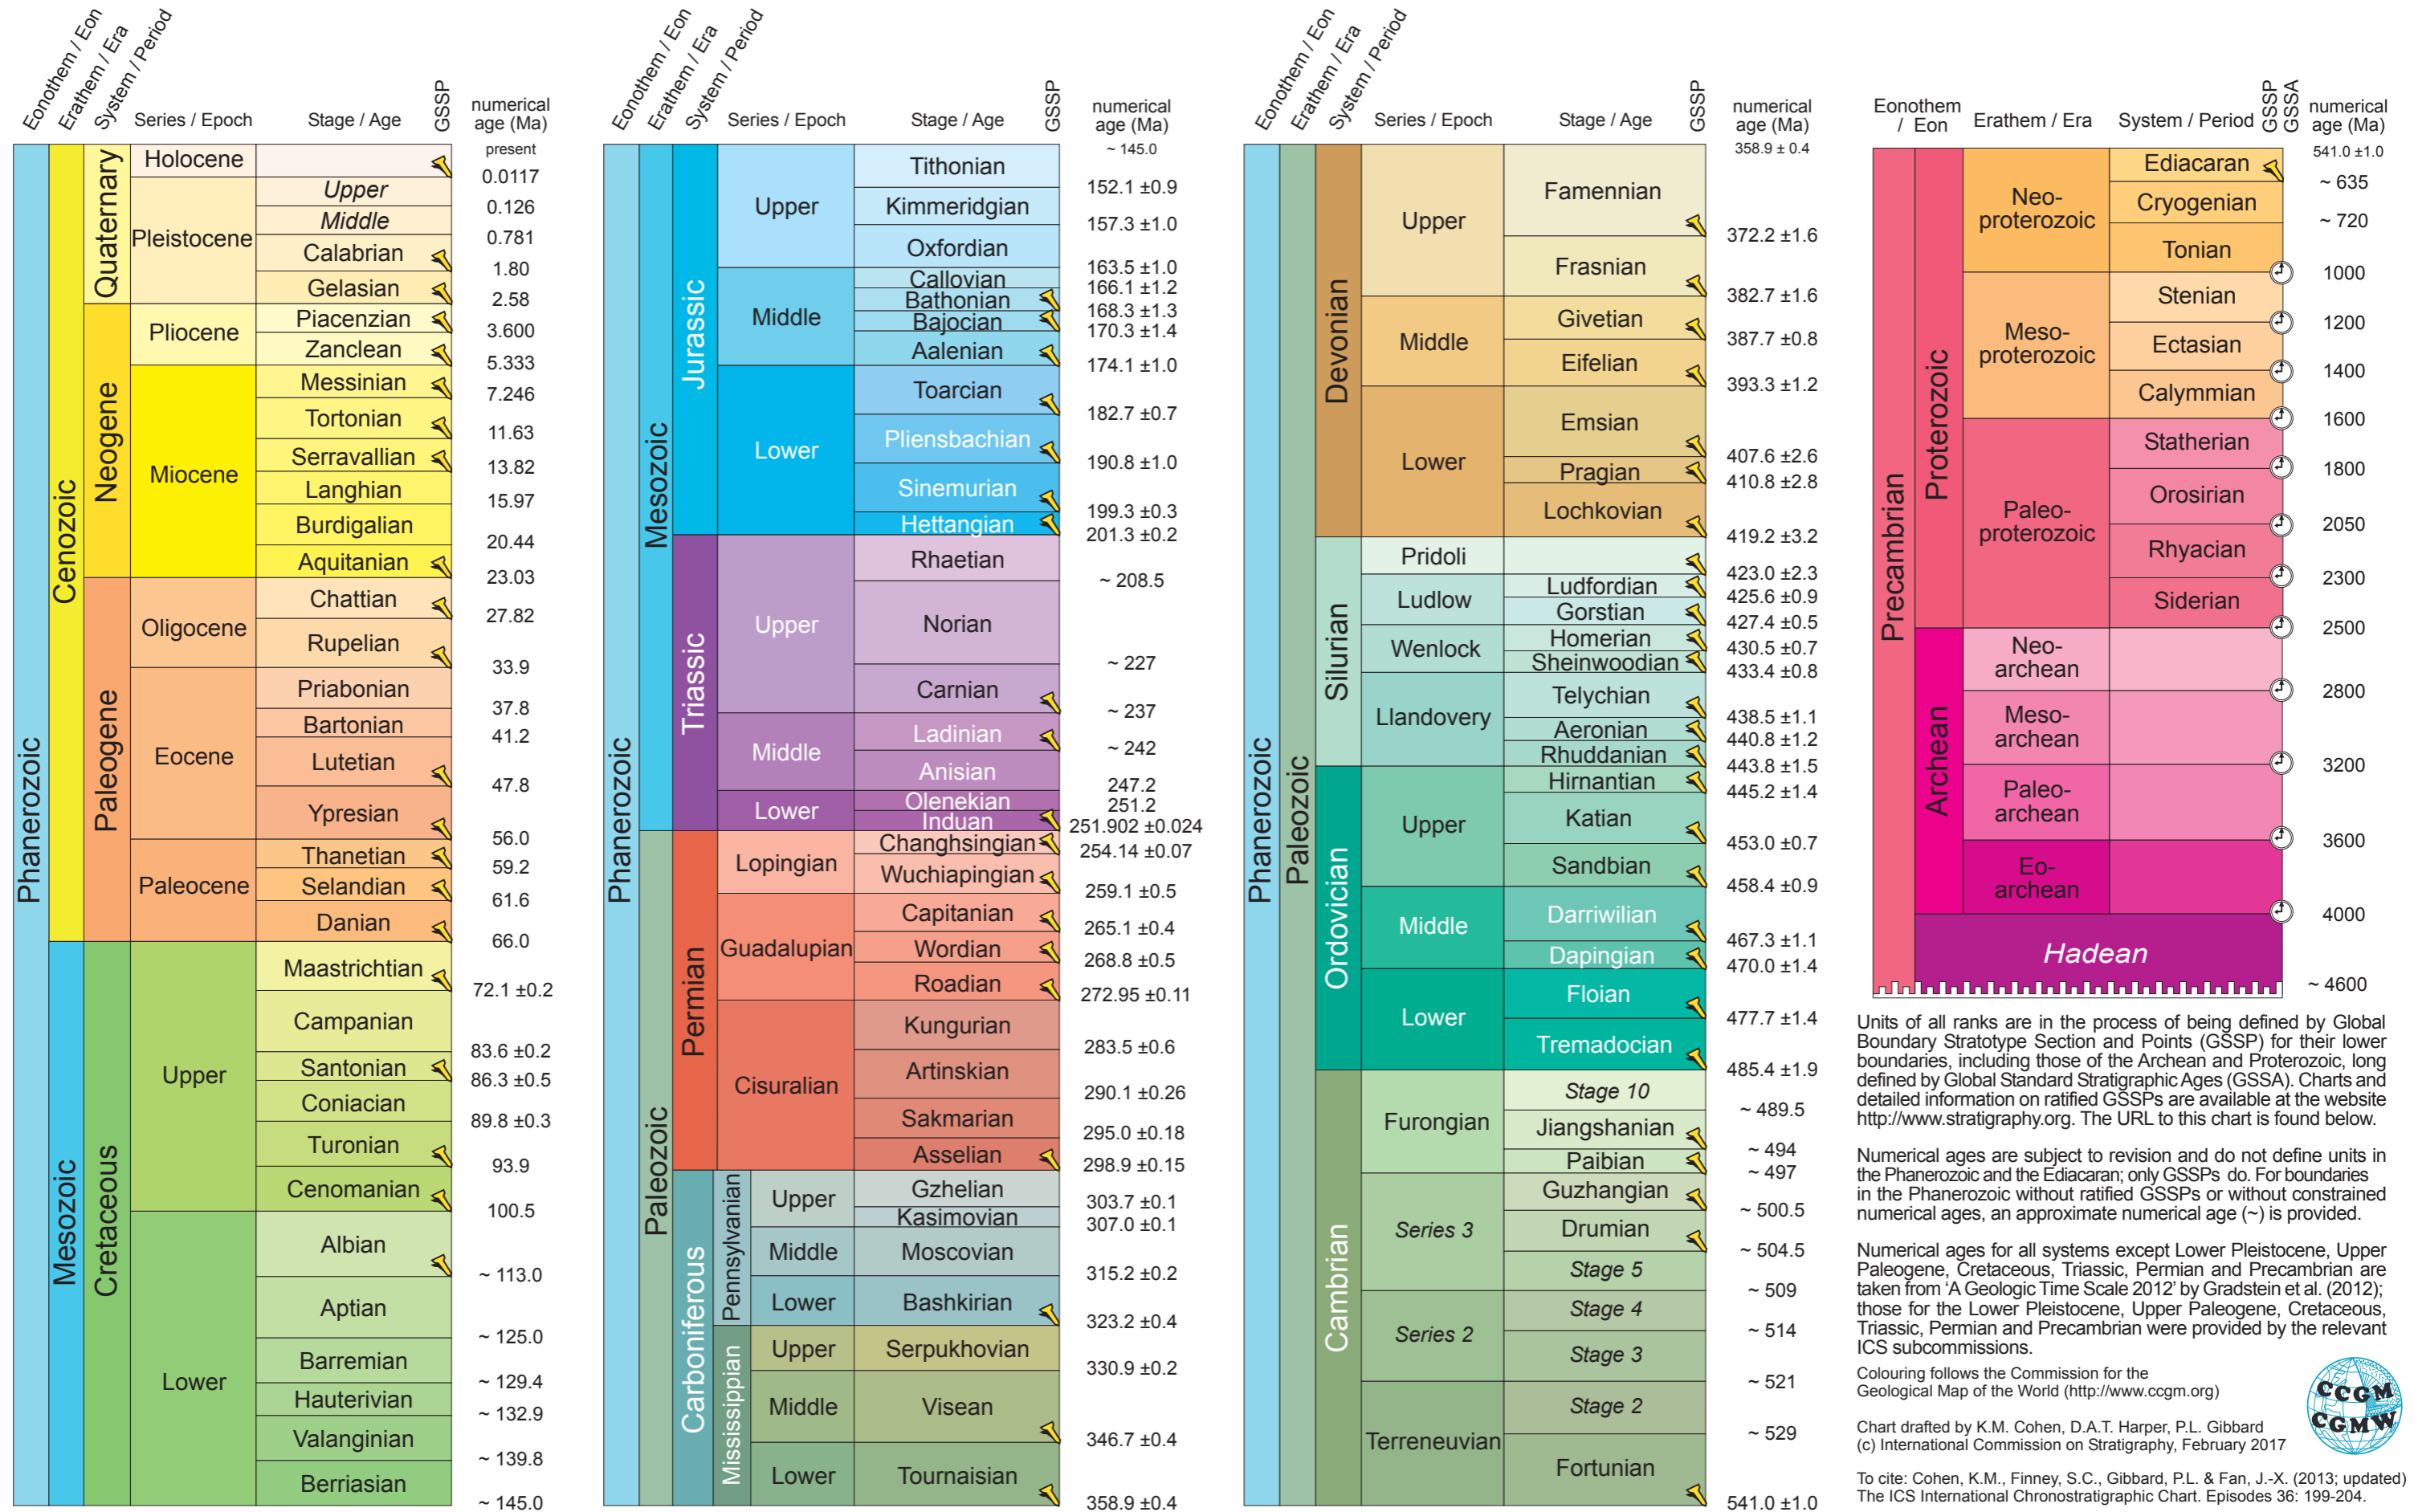 Eonothem / Eon
Erathem / Era
System / Period
Series / Epoch
Stage / Age
GSSP
numerical
age (Ma)
Phanerozoic
Cenozoic
Mesozoic
Quaternary
Neogene
Paleogene
Cretaceous
Holocene
Pleistocene
Pliocene
Miocene
Oligocene
Eocene
Paleocene
Upper
Lower
Upper
Middle
Calabrian
Gelasian
Piacenzian
Zanclean
Messinian
Tortonian
Serravallian
Langhian
Burdigalian
Aquitanian
Chattian
Rupelian
Priabonian
Bartonian
Lutetian
Ypresian
Thanetian
Selandian
Danian
Maastrichtian
Campanian
Santonian
Coniacian
Turonian
Cenomanian
Albian
Aptian
Barremian
Hauterivian
Valanginian
Berriasian
present
0.0117
0.126
0.781
1.80
2.58
3.600
5.333
7.246
11.63
13.82
15.97
20.44
23.03
27.82
33.9
37.8
41.2
47.8
56.0
59.2
61.6
66.0
72.1 ±0.2
83.6 ±0.2
86.3 ±0.5
89.8 ±0.3
93.9
100.5
~ 113.0
~ 125.0
~ 129.4
~ 132.9
~ 139.8
~ 145.0
Eonothem / Eon
Erathem / Era
System / Period
Series / Epoch
Stage / Age
GSSP
numerical
age (Ma)
Phanerozoic
Mesozoic
Paleozoic
Jurassic
Triassic
Permian
Carboniferous
Pennsylvanian
Mississippian
Upper
Middle
Lower
Upper
Middle
Lower
Lopingian
Guadalupian
Cisuralian
Upper
Middle
Lower
Upper
Middle
Lower
Tithonian
Kimmeridgian
Oxfordian
Callovian
Bathonian
Bajocian
Aalenian
Toarcian
Pliensbachian
Sinemurian
Hettangian
Rhaetian
Norian
Carnian
Ladinian
Anisian
Olenekian
Induan
Changhsingian
Wuchiapingian
Capitanian
Wordian
Roadian
Kungurian
Artinskian
Sakmarian
Asselian
Gzhelian
Kasimovian
Moscovian
Bashkirian
Serpukhovian
Visean
Tournaisian
~ 145.0
152.1 ±0.9
157.3 ±1.0
163.5 ±1.0
166.1 ±1.2
168.3 ±1.3
170.3 ±1.4
174.1 ±1.0
182.7 ±0.7
190.8 ±1.0
199.3 ±0.3
201.3 ±0.2
~ 208.5
~ 227
~ 237
~ 242
247.2
251.2
251.902 ±0.024
254.14 ±0.07
259.1 ±0.5
265.1 ±0.4
268.8 ±0.5
272.95 ±0.11
283.5 ±0.6
290.1 ±0.26
295.0 ±0.18
298.9 ±0.15
303.7 ±0.1
307.0 ±0.1
315.2 ±0.2
323.2 ±0.4
330.9 ±0.2
346.7 ±0.4
358.9 ±0.4
Eonothem / Eon
Erathem / Era
System / Period
Series / Epoch
Stage / Age
GSSP
numerical
age (Ma)
Phanerozoic
Paleozoic
Devonian
Silurian
Ordovician
Cambrian
Upper
Middle
Lower
Pridoli
Ludlow
Wenlock
Llandovery
Upper
Middle
Lower
Furongian
Series 3
Series 2
Terreneuvian
Famennian
Frasnian
Givetian
Eifelian
Emsian
Pragian
Lochkovian
Ludfordian
Gorstian
Homerian
Sheinwoodian
Telychian
Aeronian
Rhuddanian
Hirnantian
Katian
Sandbian
Darriwilian
Dapingian
Floian
Tremadocian
Stage 10
Jiangshanian
Paibian
Guzhangian
Drumian
Stage 5
Stage 4
Stage 3
Stage 2
Fortunian
358.9 ± 0.4
372.2 ±1.6
382.7 ±1.6
387.7 ±0.8
393.3 ±1.2
407.6 ±2.6
410.8 ±2.8
419.2 ±3.2
423.0 ±2.3
425.6 ±0.9
427.4 ±0.5
430.5 ±0.7
433.4 ±0.8
438.5 ±1.1
440.8 ±1.2
443.8 ±1.5
445.2 ±1.4
453.0 ±0.7
458.4 ±0.9
467.3 ±1.1
470.0 ±1.4
477.7 ±1.4
485.4 ±1.9
~ 489.5
~ 494
~ 497
~ 500.5
~ 504.5
~ 509
~ 514
~ 521
~ 529
541.0 ±1.0
Eonothem
/ Eon
Erathem / Era
System / Period
GSSP
GSSA
numerical
age (Ma)
Precambrian
Proterozoic
Archean
Hadean
Neo-
proterozoic
Meso-
proterozoic
Paleo-
proterozoic
Neo-
archean
Meso-
archean
Paleo-
archean
Eo-
archean
Ediacaran
Cryogenian
Tonian
Stenian
Ectasian
Calymmian
Statherian
Orosirian
Rhyacian
Siderian
541.0 ±1.0
~ 635
~ 720
1000
1200
1400
1600
1800
2050
2300
2500
2800
3200
3600
4000
~ 4600
Units of all ranks are in the process of being defined by Global
Boundary Stratotype Section and Points (GSSP) for their lower
boundaries, including those of the Archean and Proterozoic, long
defined by Global Standard Stratigraphic Ages (GSSA). Charts and
detailed information on ratified GSSPs are available at the website
http://www.stratigraphy.org. The URL to this chart is found below.
Numerical ages are subject to revision and do not define units in
the Phanerozoic and the Ediacaran; only GSSPs do. For boundaries
in the Phanerozoic without ratified GSSPs or without constrained
numerical ages, an approximate numerical age (~) is provided.
Numerical ages for all systems except Lower Pleistocene, Upper
Paleogene, Cretaceous, Triassic, Permian and Precambrian are
taken from ‘A Geologic Time Scale 2012’ by Gradstein et al. (2012);
those for the Lower Pleistocene, Upper Paleogene, Cretaceous,
Triassic, Permian and Precambrian were provided by the relevant
ICS subcommissions.
Colouring follows the Commission for the
Geological Map of the World (http://www.ccgm.org)
CCGM
CGMW
Chart drafted by K.M. Cohen, D.A.T. Harper, P.L. Gibbard
(c) International Commission on Stratigraphy, February 2017
To cite: Cohen, K.M., Finney, S.C., Gibbard, P.L. & Fan, J.-X. (2013; updated)
The ICS International Chronostratigraphic Chart. Episodes 36: 199-204.